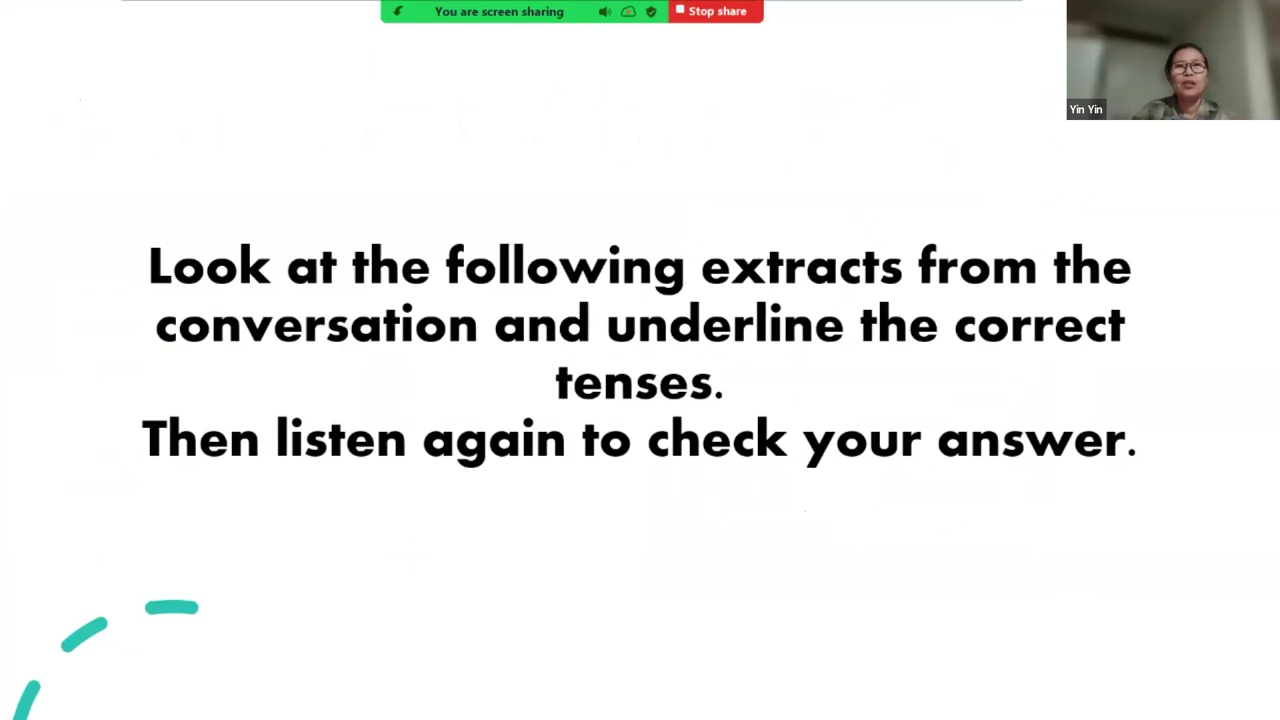 You are screen sharing
Stop share
Yin Yin
Look at the following extracts from the
conversation and underline the correct
tenses.
Then listen again to check your answer.